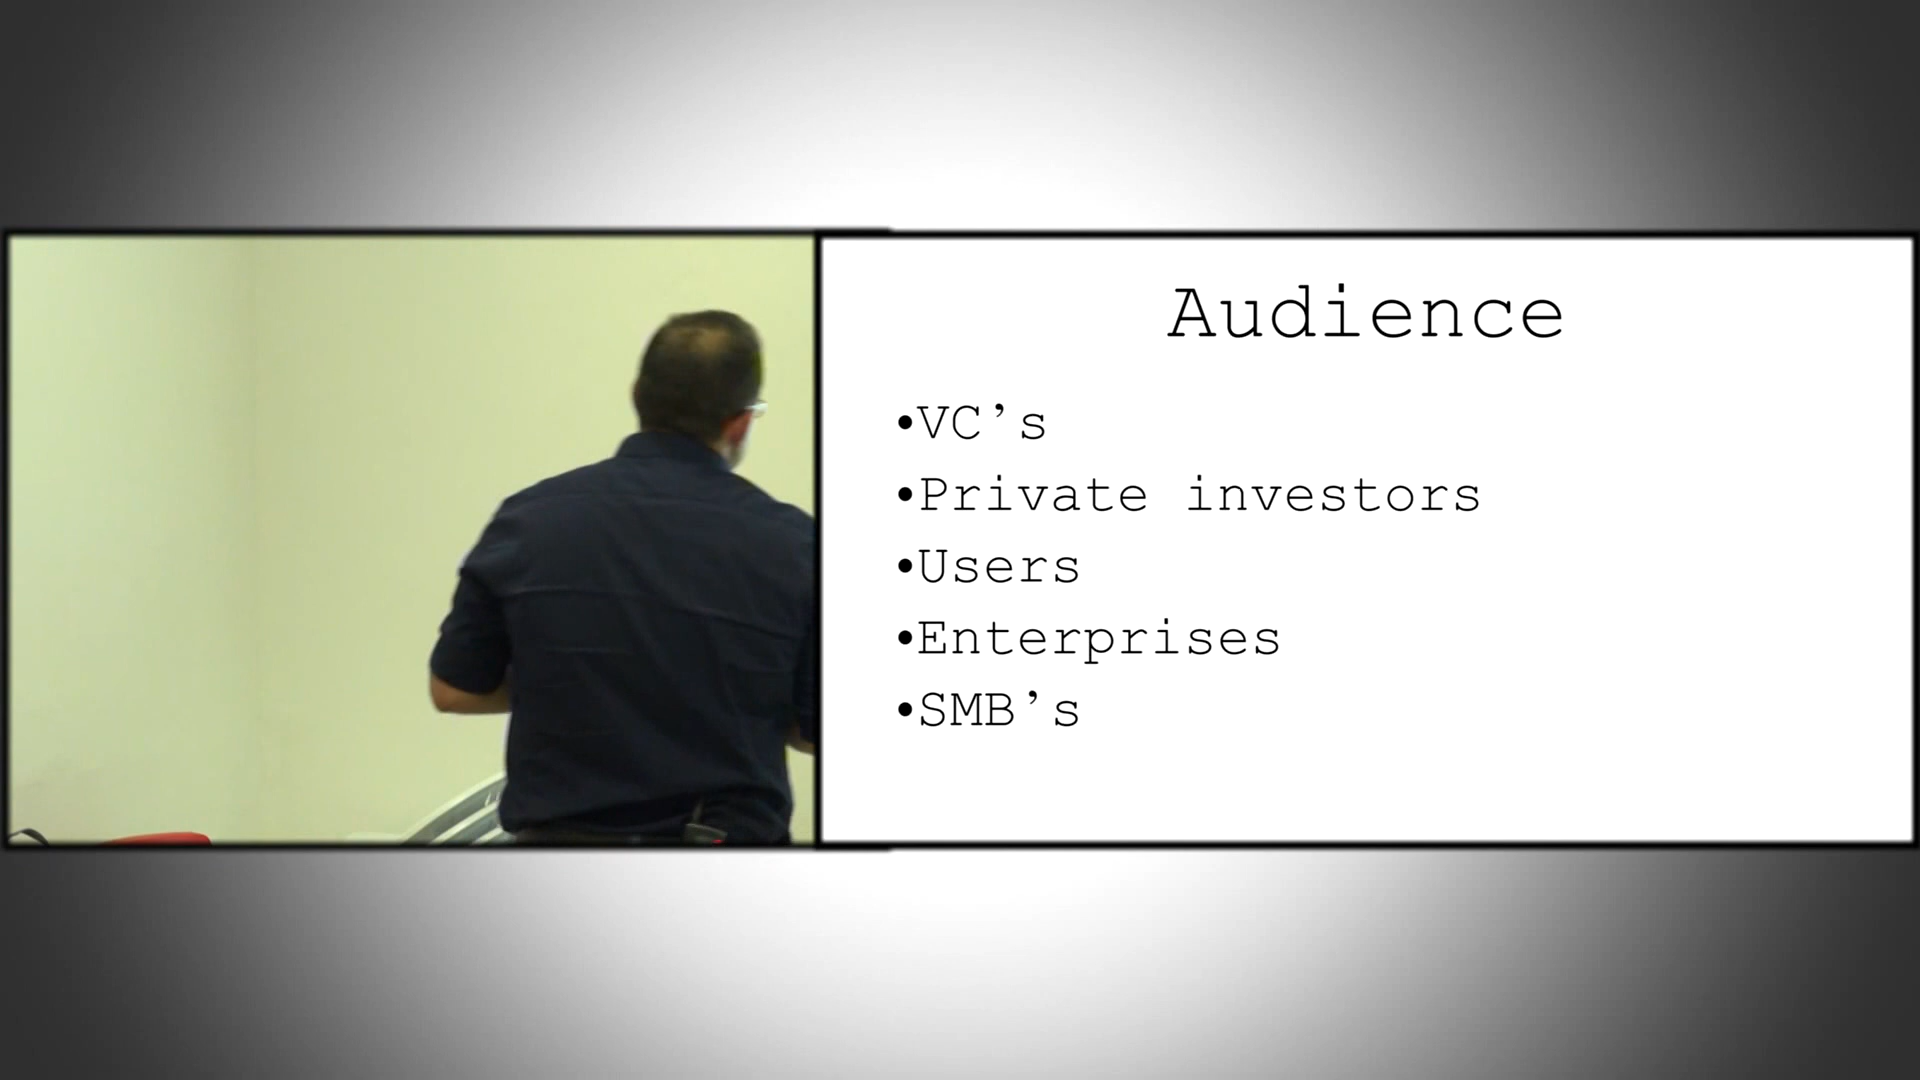 Audience
•VC’s
•Private investors
•Users
•Enterprises
•SMB’s